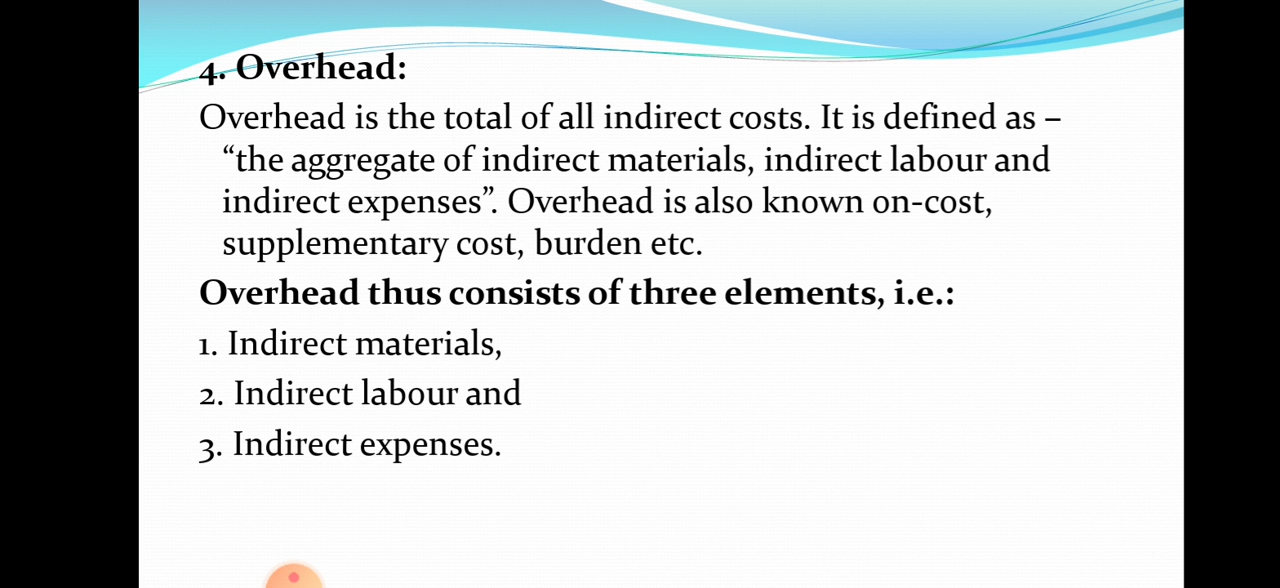 4. Overhead:
Overhead is the total of all indirect costs. It is defined as –
“the aggregate of indirect materials, indirect labour and
indirect expenses”. Overhead is also known on-cost,
supplementary cost, burden etc.
Overhead thus consists of three elements, i.e.:
1. Indirect materials,
2. Indirect labour and
3. Indirect expenses.